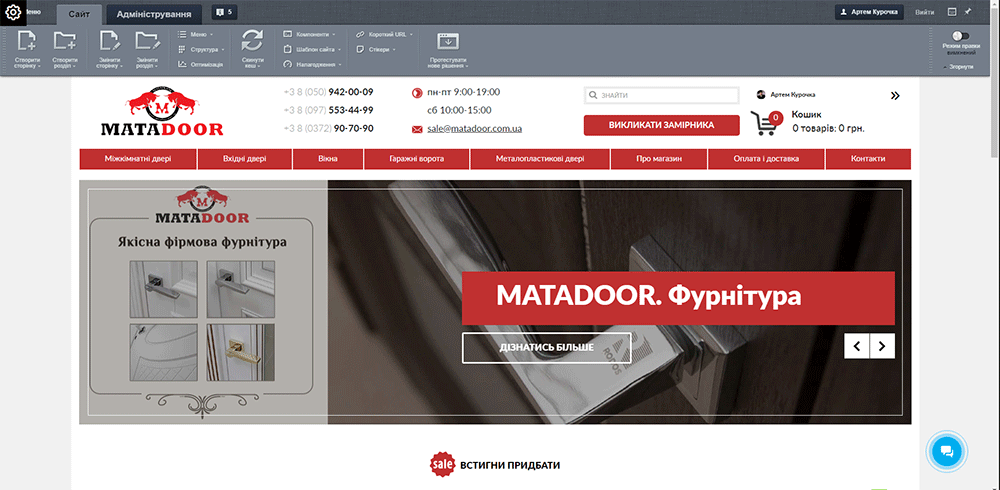 Меню
Сайт
Адміністрування
5
Артем Курочка
Вийти
Створити сторінку
Створити розділ
Змінити сторінку
Змінити розділ
Меню
Структура
Оптимізація
Скинути кеш
Компоненти
Шаблон сайта
Налагодження
Короткий URL
Стікери
Протестувати нове рішення
Режим правки
вимкнений
Згорнути
M
MATADOOR
+3 8 (050) 942-00-09
+3 8 (097) 553-44-99
+3 8 (0372) 90-70-90
пн-пт 9:00-19:00
сб 10:00-15:00
sale@matadoor.com.ua
ЗНАЙТИ
ВИКЛИКАТИ ЗАМІРНИКА
Артем Курочка
0
Кошик
0 товарів: 0 грн.
Міжкімнатні двері
Вхідні двері
Вікна
Гаражні ворота
Металопластикові двері
Про магазин
Оплата і доставка
Контакти
M
MATADOOR
Якісна фірмова фурнітура
MATADOOR. Фурнітура
ДІЗНАТИСЬ БІЛЬШЕ
sale
ВСТИГНИ ПРИДБАТИ